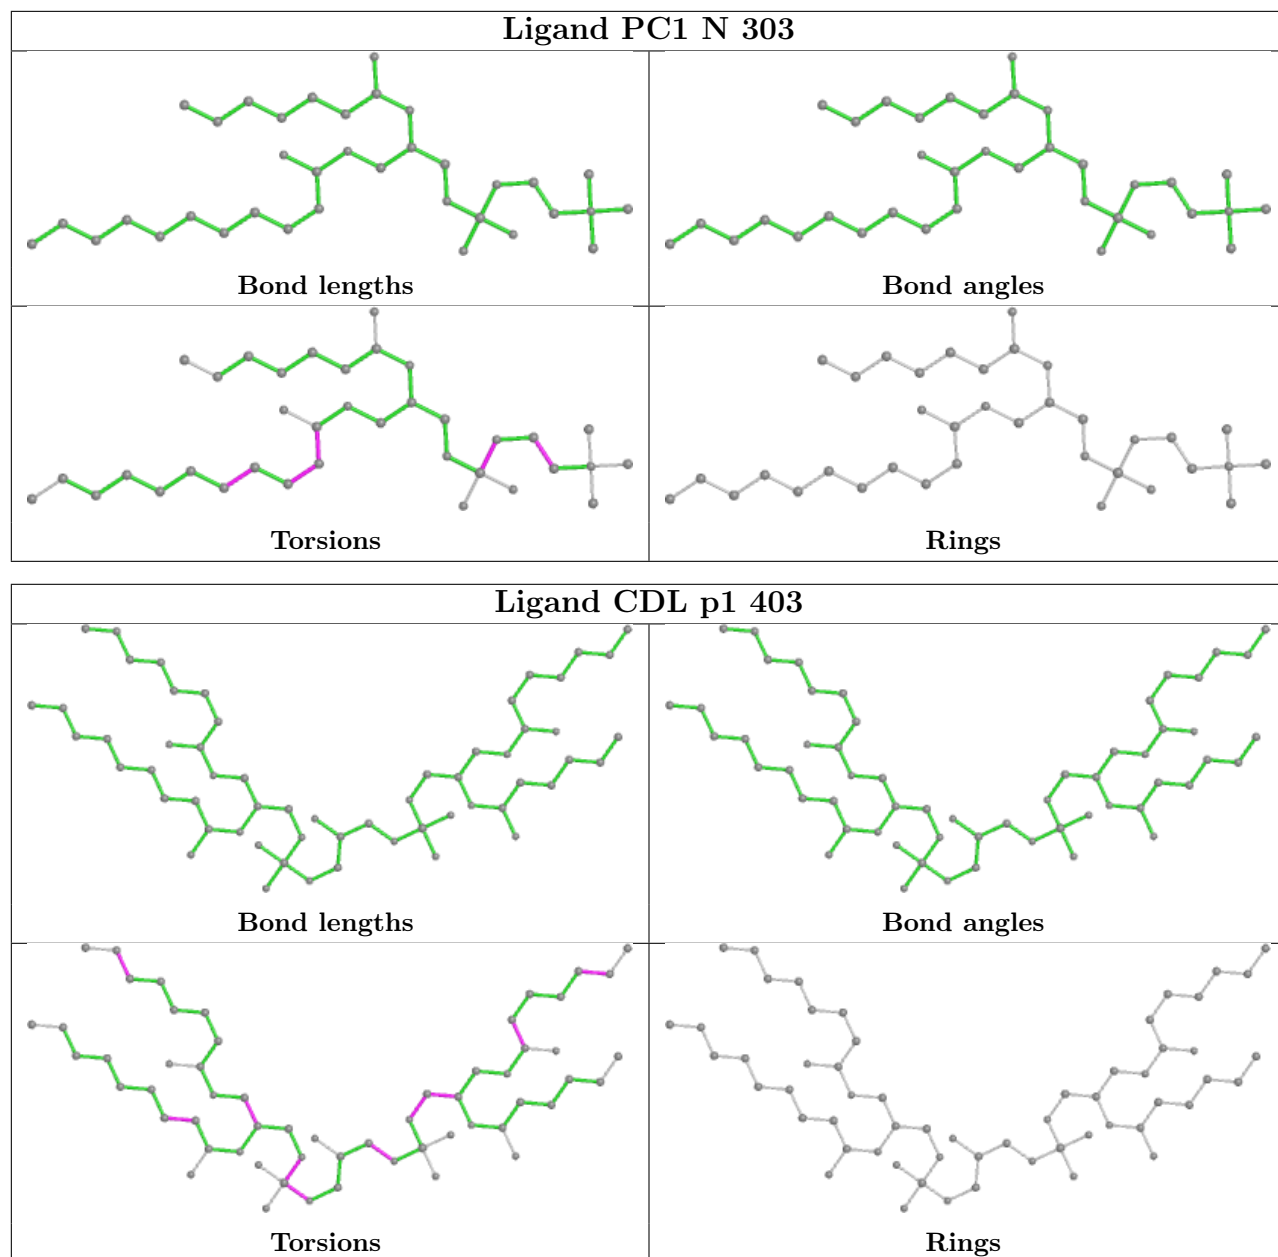 Ligand PC1 N 303
Bond lengths
Bond angles
Torsions
Rings
Ligand CDL p1 403
Bond lengths
Bond angles
Torsions
Rings